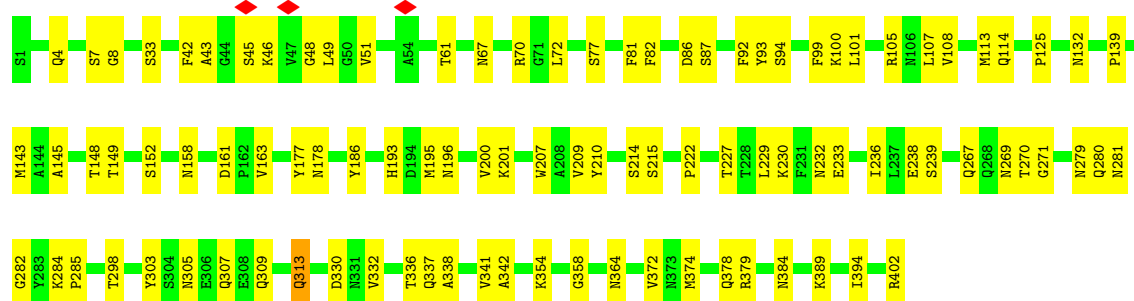 S1 Q4 S7 G8 S33 F42 A43 G44 S45 K46 V47 G48 L49 G50 V51 A54 T61 N67 R70 G71 L72 S77 F81 F82 D86 S87 F92 Y93 S94 F99 K100 L101 R105 N106 L107 V108 M113 Q114 P125 N132 P139
M143 A144 A145 T148 T149 S152 N158 D161 P162 V163 Y177 N178 Y186 H193 D194 M195 N196 V200 K201 W207 A208 V209 Y210 S214 S215 P222 T227 T228 L229 K230 F231 N232 E233 I236 L237 E238 S239 Q267 Q268 N269 T270 G271 N279 Q280 N281
G282 Y283 K284 P285 T298 Y303 S304 N305 E306 Q307 E308 Q309 Q313 D330 N331 V332 T336 Q337 A338 V341 A342 K354 G358 N364 V372 N373 M374 Q378 R379 N384 K389 I394 R402